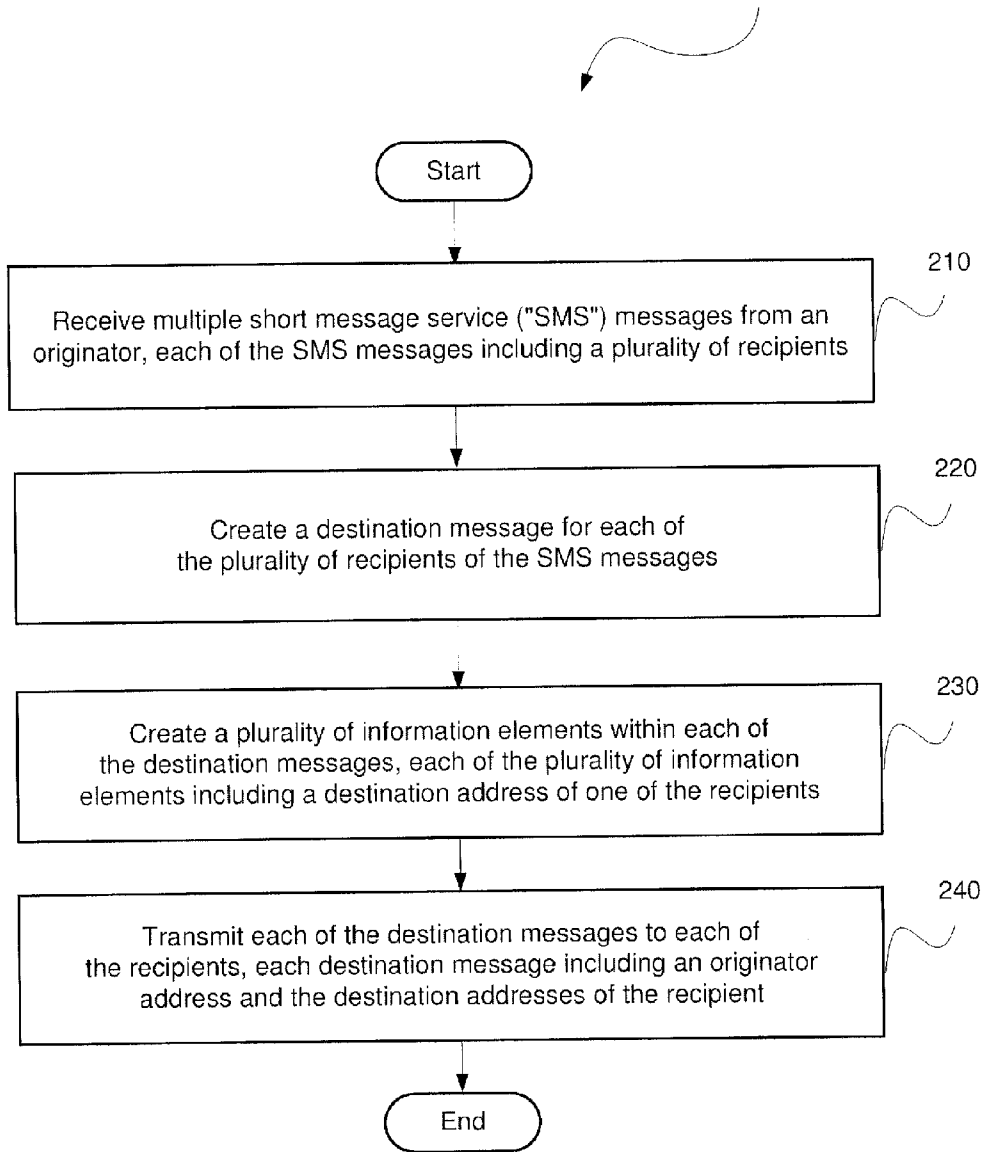 Start
210
Receive multiple short message service ("SMS") messages from an
originator, each of the SMS messages including a plurality of recipients
220
Create a destination message for each of
the plurality of recipients of the SMS messages
230
Create a plurality of information elements within each of
the destination messages, each of the plurality of information
elements including a destination address of one of the recipients
240
Transmit each of the destination messages to each of
the recipients, each destination message including an originator
address and the destination addresses of the recipient
End